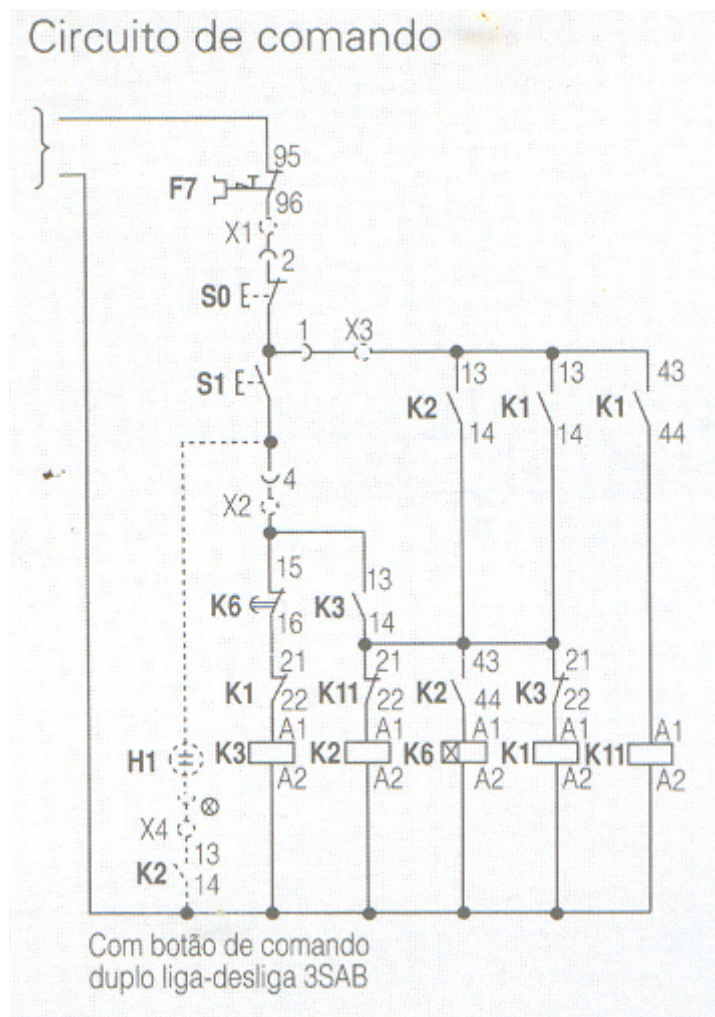 Circuito de comando
95
F7
96
X1
2
S0
1 X3
S1
13 13 43
K2 K1 K1
14 14 44
4
X2
15 13
K6 K3
16 14
21 21 43 21
K1 K11 K2 K3
22 22 44 22
A1 A1 A1 A1 A1
H1 K3 K2 K6 K1 K11
A2 A2 A2 A2 A2
X4
13
K2
14
Com botão de comando
duplo liga-desliga 3SAB